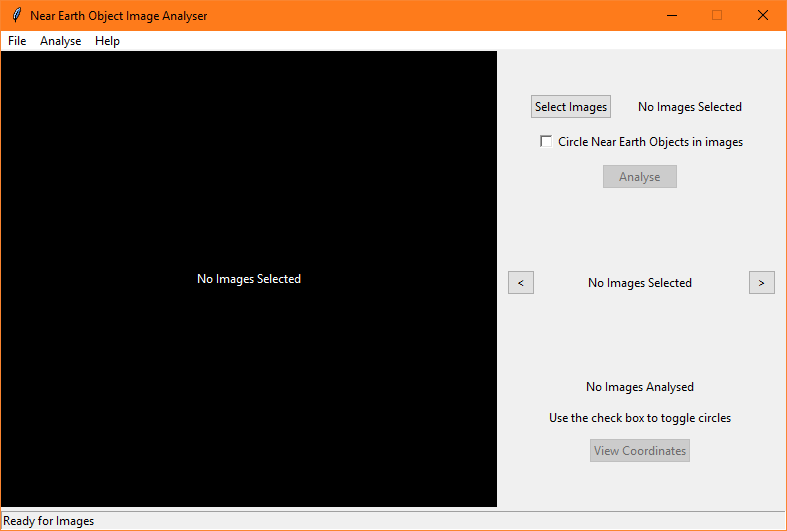 Near Earth Object Image Analyser
File Analyse Help
Select Images No Images Selected
Circle Near Earth Objects in images
Analyse
No Images Selected
< No Images Selected >
No Images Analysed
Use the check box to toggle circles
View Coordinates
Ready for Images